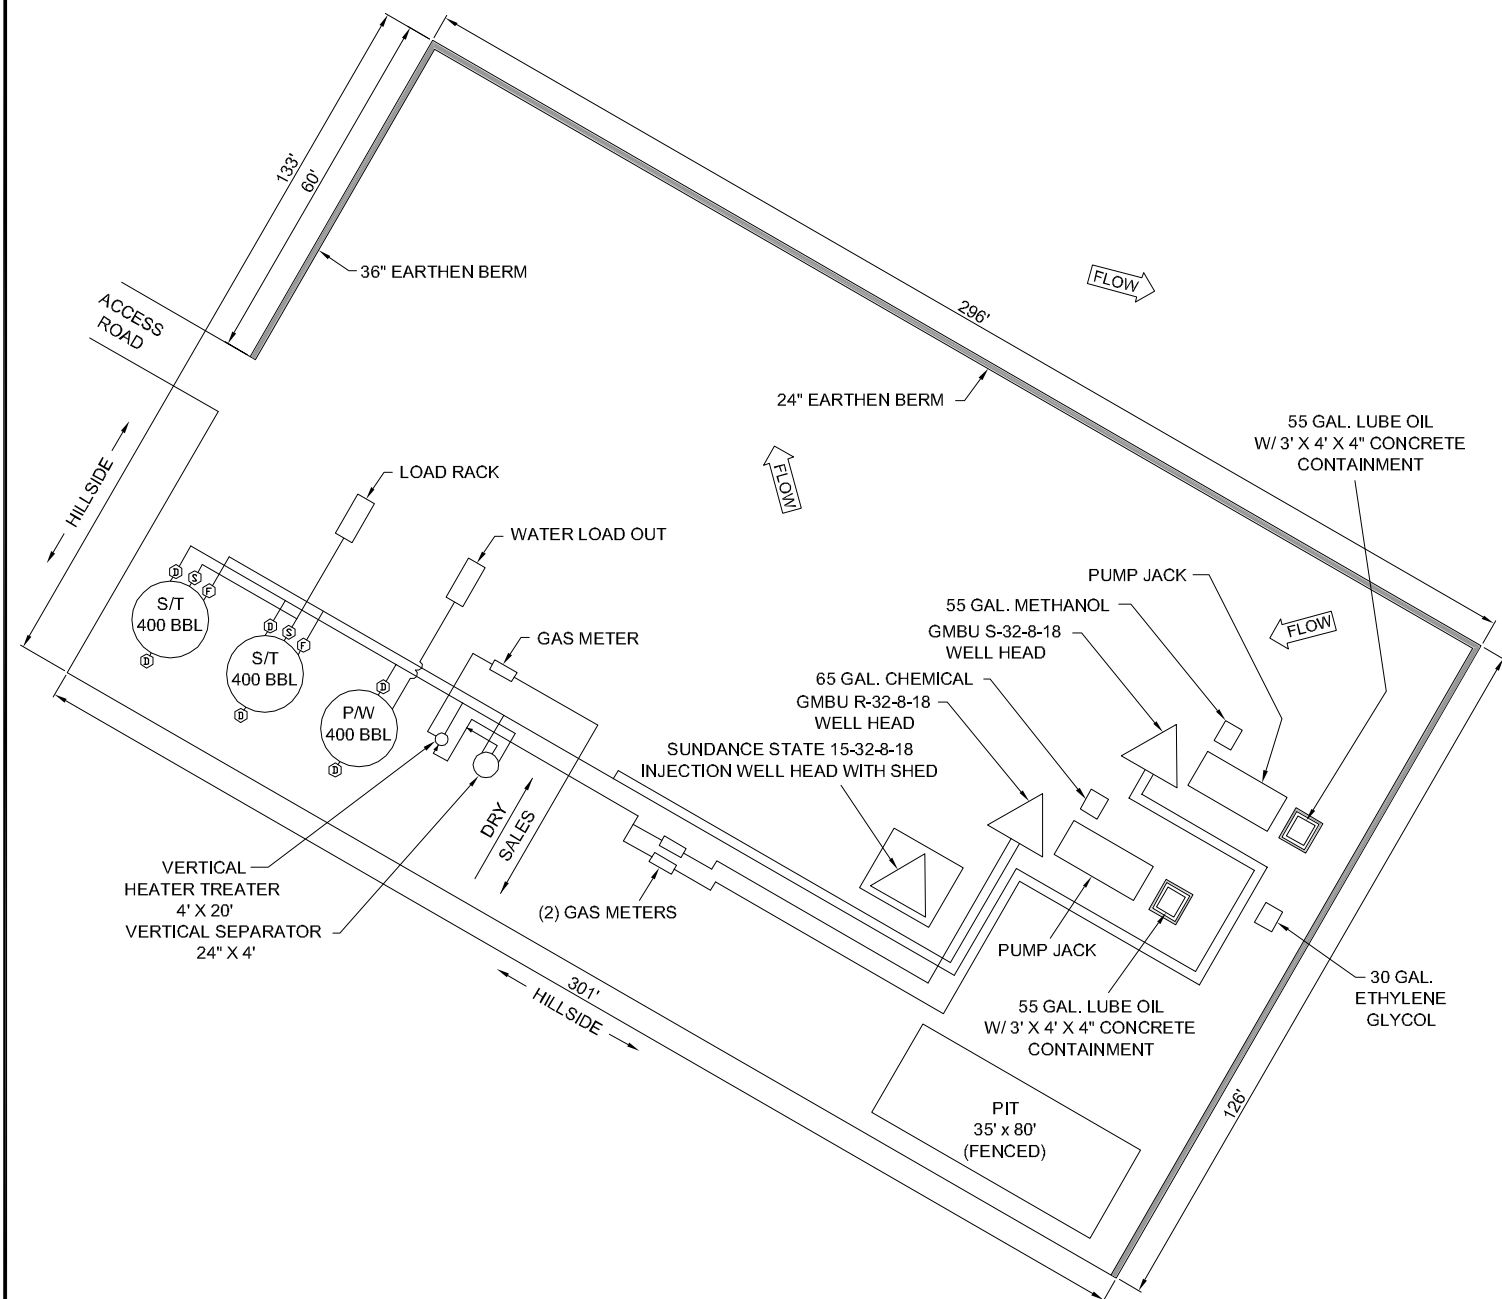 133'
60'
36" EARTHEN BERM
ACCESS
ROAD
FLOW
296'
24" EARTHEN BERM
55 GAL. LUBE OIL
W/ 3' X 4' X 4" CONCRETE
CONTAINMENT
HILLSIDE
LOAD RACK
FLOW
WATER LOAD OUT
PUMP JACK
55 GAL. METHANOL
FLOW
GMBU S-32-8-18
WELL HEAD
D
S
F
S/T
400 BBL
D
D
S
F
S/T
400 BBL
D
D
P/W
400 BBL
D
GAS METER
65 GAL. CHEMICAL
GMBU R-32-8-18
WELL HEAD
SUNDANCE STATE 15-32-8-18
INJECTION WELL HEAD WITH SHED
DRY
SALES
VERTICAL
HEATER TREATER
4' X 20'
VERTICAL SEPARATOR
24" X 4'
(2) GAS METERS
PUMP JACK
301'
HILLSIDE
55 GAL. LUBE OIL
W/ 3' X 4' X 4" CONCRETE
CONTAINMENT
30 GAL.
ETHYLENE
GLYCOL
PIT
35' x 80'
(FENCED)
126'